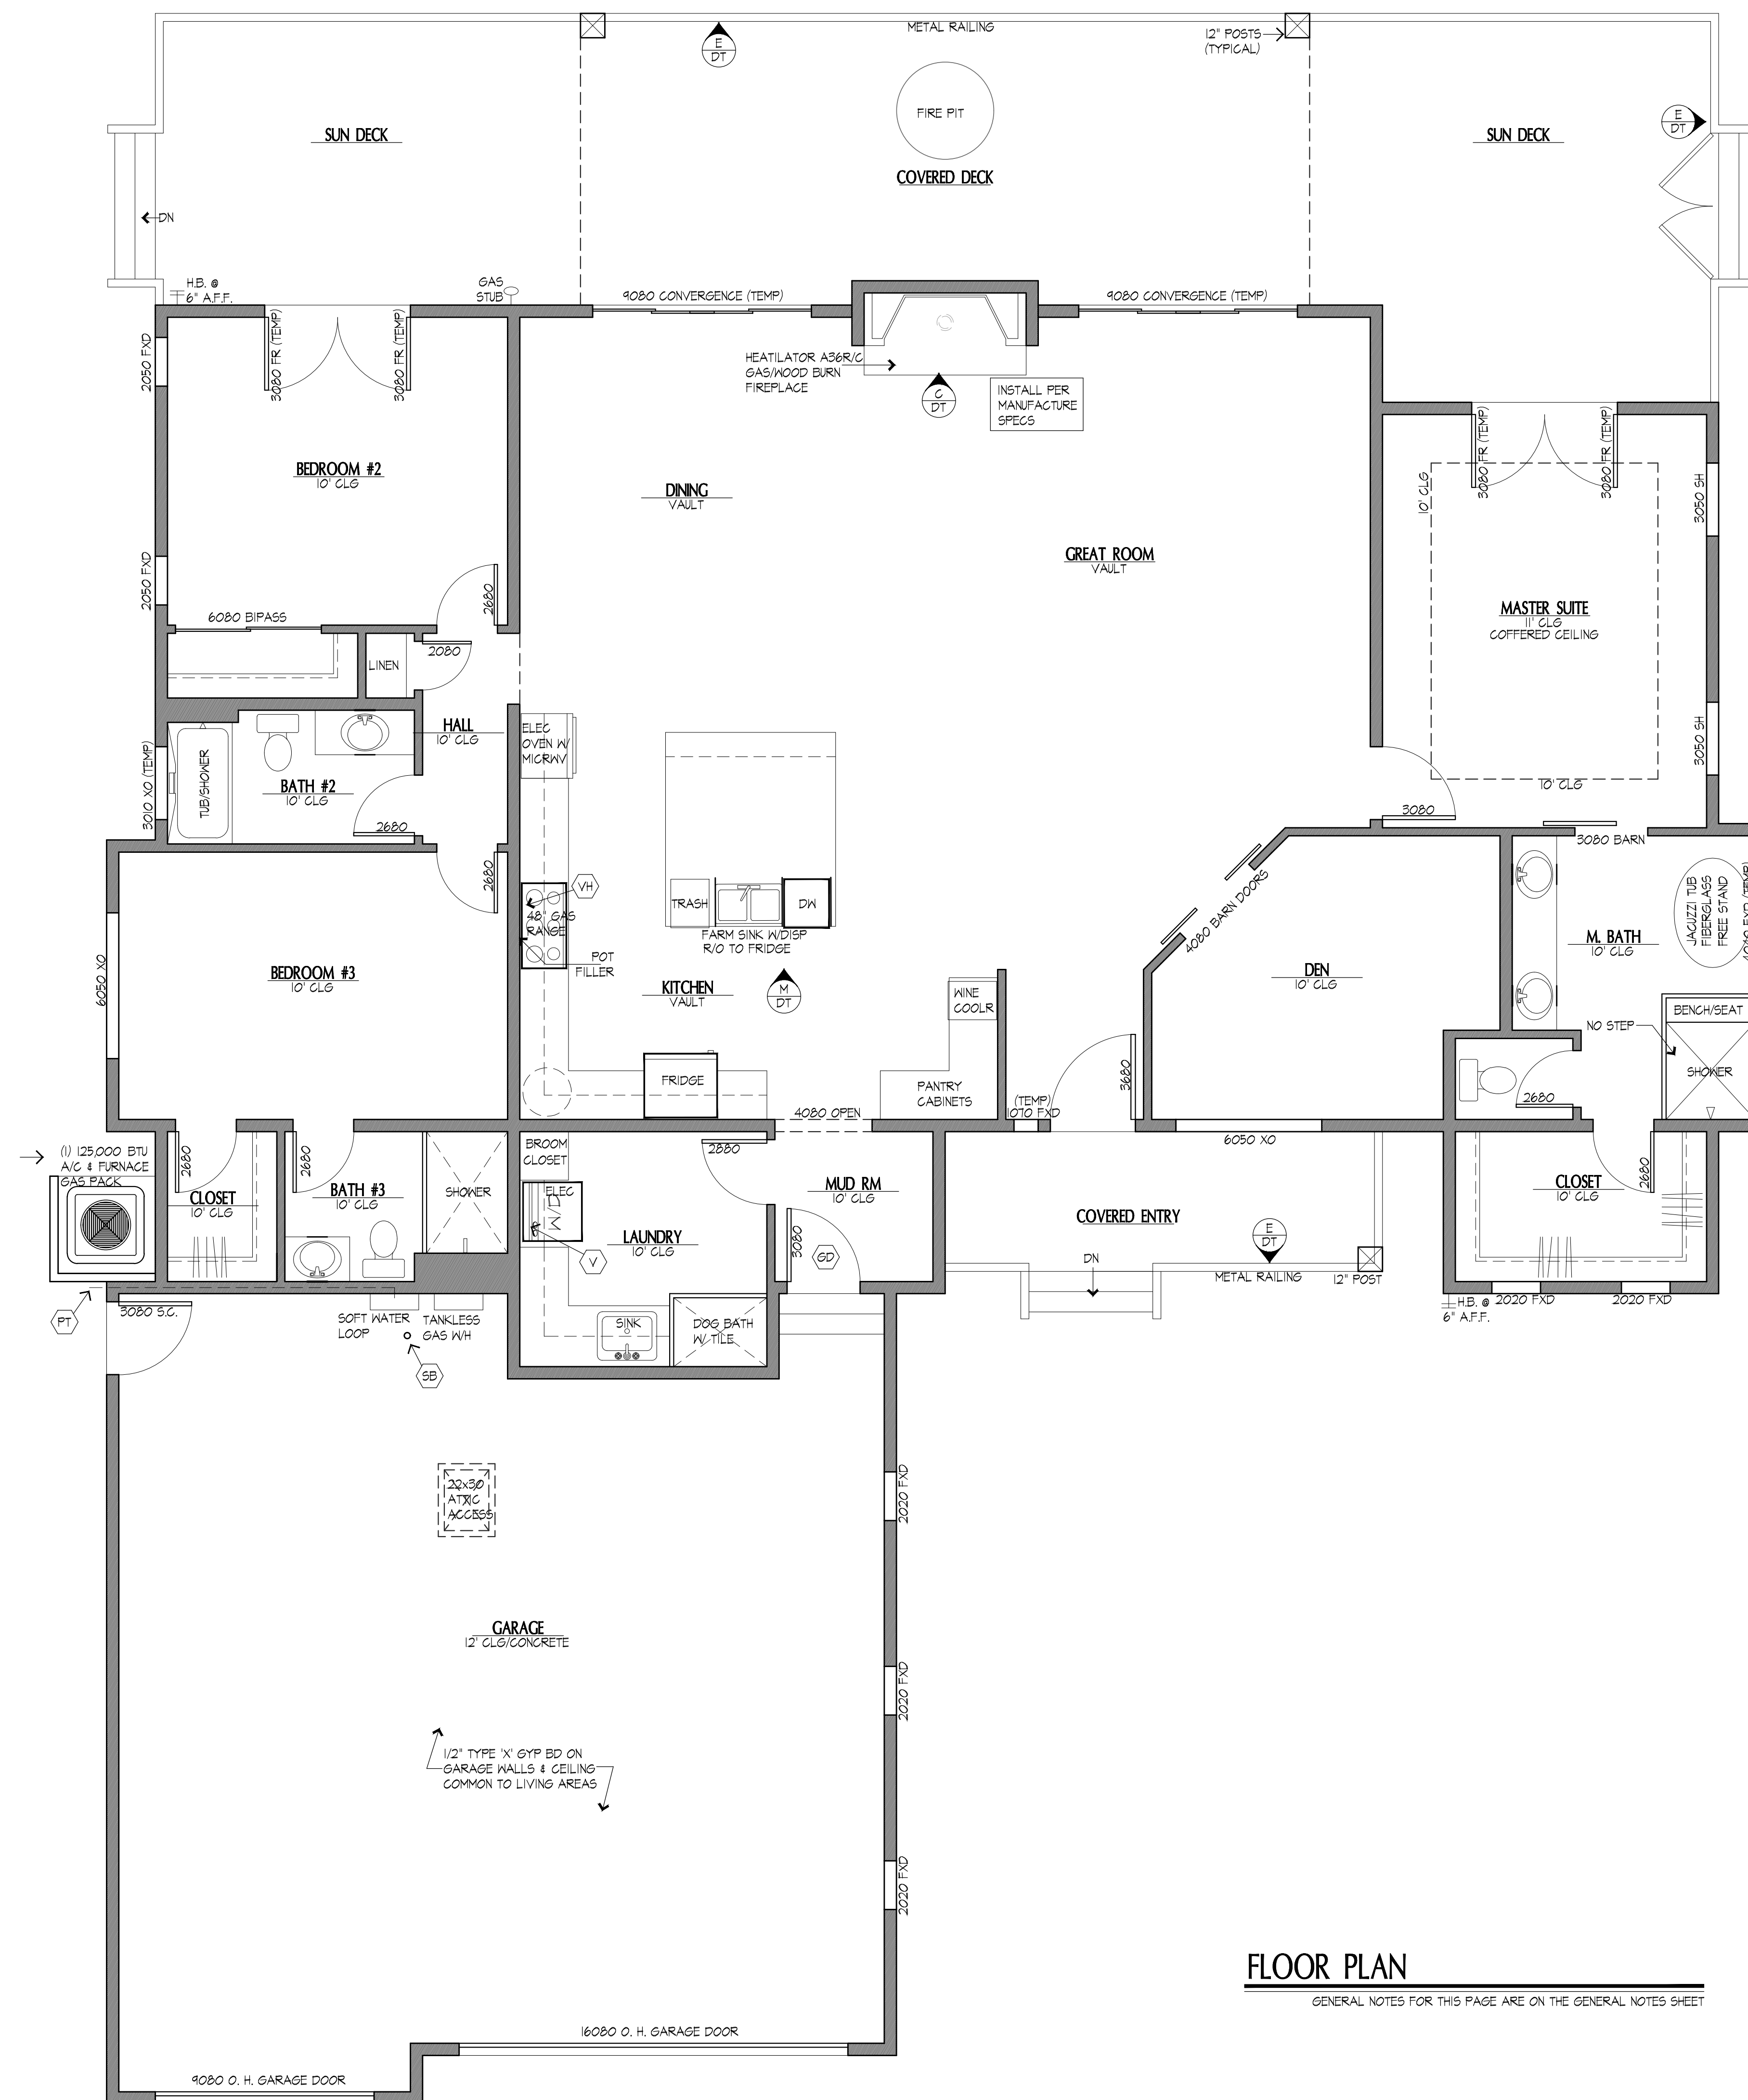 METAL RAILING
E
DT
12" POSTS
(TYPICAL)
FIRE PIT
E
DT
SUN DECK
SUN DECK
COVERED DECK
DN
H.B. @
6" A.F.F.
GAS
STUB
9080 CONVERGENCE (TEMP)
9080 CONVERGENCE (TEMP)
2050 FXD
3080 FR (TEMP)
3080 FR (TEMP)
HEATILATOR A36R/C
GAS/WOOD BURN
FIREPLACE
C
DT
INSTALL PER
MANUFACTURE
SPECS
3080 FR (TEMP)
3080 FR (TEMP)
BEDROOM #2
10' CLG
DINING
VAULT
10' CLG
3050 SH
GREAT ROOM
VAULT
2050 FXD
2680
6080 BIPASS
MASTER SUITE
11' CLG
COFFERED CEILING
2080
LINEN
HALL
10' CLG
ELEC
OVEN W/
MICRWV
3050 SH
3010 XO (TEMP)
TUB/SHOWER
BATH #2
10' CLG
10' CLG
2680
3080
3080 BARN
2680
VH
48" GAS
RANGE
TRASH
DW
FARM SINK W/DISP
R/O TO FRIDGE
4080 BARN DOORS
JACUZZI TUB
FIBERGLASS
FREE STAND
4040 FXD (TEMP)
M. BATH
10' CLG
POT
FILLER
6050 XO
BEDROOM #3
10' CLG
KITCHEN
VAULT
M
DT
WINE
COOLR
DEN
10' CLG
BENCH/SEAT
NO STEP
SHOWER
FRIDGE
PANTRY
CABINETS
3680
2680
4080 OPEN
(TEMP)
1070 FXD
6050 XO
(1) 125,000 BTU
A/C & FURNACE
GAS PACK
2680
2680
BROOM
CLOSET
2880
CLOSET
10' CLG
BATH #3
10' CLG
SHOWER
ELEC
W/D
MUD RM
10' CLG
CLOSET
10' CLG
2680
COVERED ENTRY
LAUNDRY
10' CLG
3080
GD
V
E
DT
DN
METAL RAILING
12" POST
PT
3080 S.C.
SOFT WATER
LOOP
TANKLESS
GAS W/H
SINK
DOG BATH
W/ TILE
H.B. @
6" A.F.F.
2020 FXD
2020 FXD
SB
22x30
ATTIC
ACCESS
2020 FXD
GARAGE
12' CLG/CONCRETE
2020 FXD
1/2" TYPE 'X' GYP BD ON
GARAGE WALLS & CEILING
COMMON TO LIVING AREAS
2020 FXD
FLOOR PLAN
GENERAL NOTES FOR THIS PAGE ARE ON THE GENERAL NOTES SHEET
16080 O. H. GARAGE DOOR
9080 O. H. GARAGE DOOR